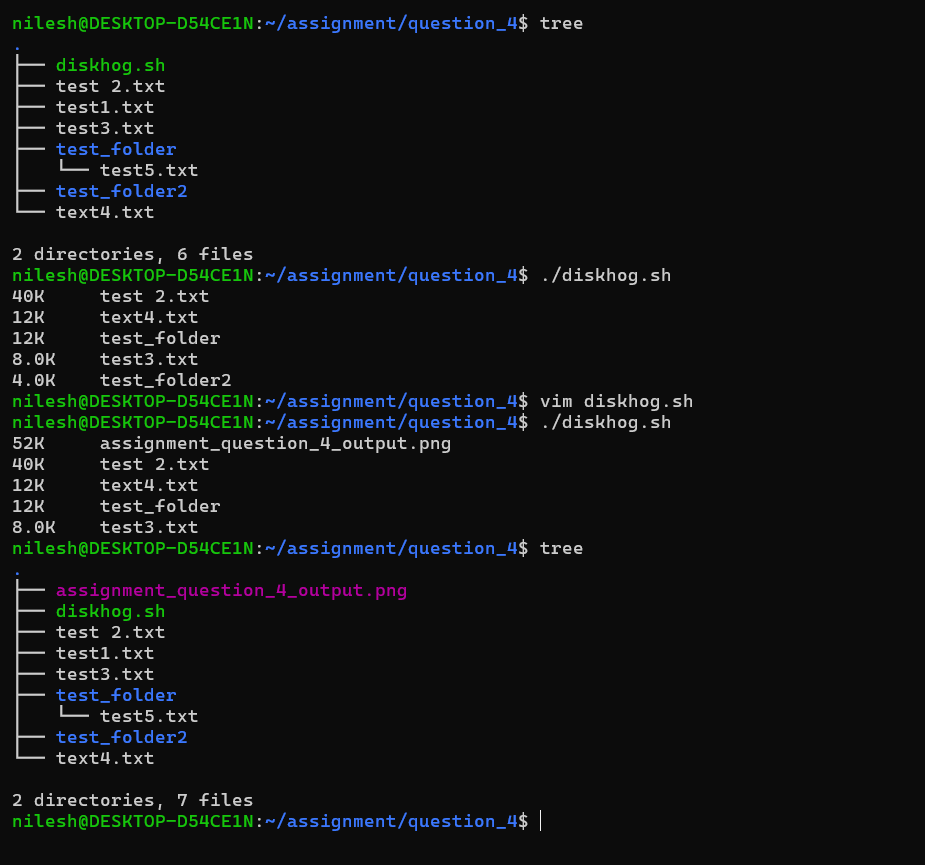 nilesh@DESKTOP-D54CE1N:~/assignment/question_4$ tree
.
├── diskhog.sh
├── test 2.txt
├── test1.txt
├── test3.txt
├── test_folder
│   └── test5.txt
├── test_folder2
└── text4.txt

2 directories, 6 files
nilesh@DESKTOP-D54CE1N:~/assignment/question_4$ ./diskhog.sh
40K     test 2.txt
12K     text4.txt
12K     test_folder
8.0K    test3.txt
4.0K    test_folder2
nilesh@DESKTOP-D54CE1N:~/assignment/question_4$ vim diskhog.sh
nilesh@DESKTOP-D54CE1N:~/assignment/question_4$ ./diskhog.sh
52K     assignment_question_4_output.png
40K     test 2.txt
12K     text4.txt
12K     test_folder
8.0K    test3.txt
nilesh@DESKTOP-D54CE1N:~/assignment/question_4$ tree
.
├── assignment_question_4_output.png
├── diskhog.sh
├── test 2.txt
├── test1.txt
├── test3.txt
├── test_folder
│   └── test5.txt
├── test_folder2
└── text4.txt

2 directories, 7 files
nilesh@DESKTOP-D54CE1N:~/assignment/question_4$